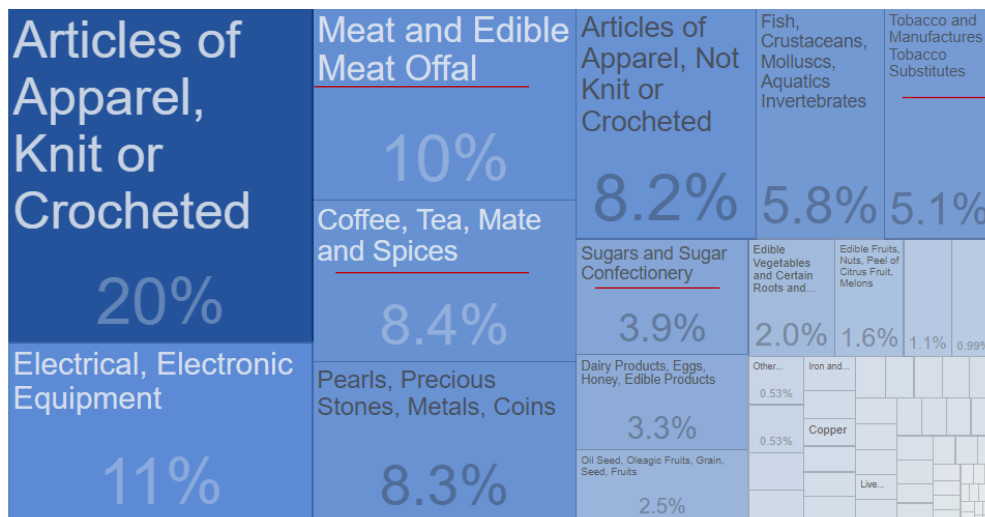 Articles of
Apparel,
Knit or
Crocheted
20%
Electrical, Electronic
Equipment
11%
Meat and Edible
Meat Offal
10%
Coffee, Tea, Mate
and Spices
8.4%
Pearls, Precious
Stones, Metals, Coins
8.3%
Articles of
Apparel, Not
Knit or
Crocheted
8.2%
Fish,
Crustaceans,
Molluscs,
Aquatics
Invertebrates
5.8%
Tobacco and
Manufactures
Tobacco
Substitutes
5.1%
Sugars and Sugar
Confectionery
3.9%
Dairy Products, Eggs,
Honey, Edible Products
3.3%
Oil Seed, Oleagic Fruits, Grain,
Seed, Fruits
2.5%
Edible
Vegetables
and Certain
Roots and...
2.0%
Edible Fruits,
Nuts, Peel of
Citrus Fruit,
Melons
1.6%
1.1%
0.99%
Other...
0.53%
0.53%
Iron and...
Copper
Live...